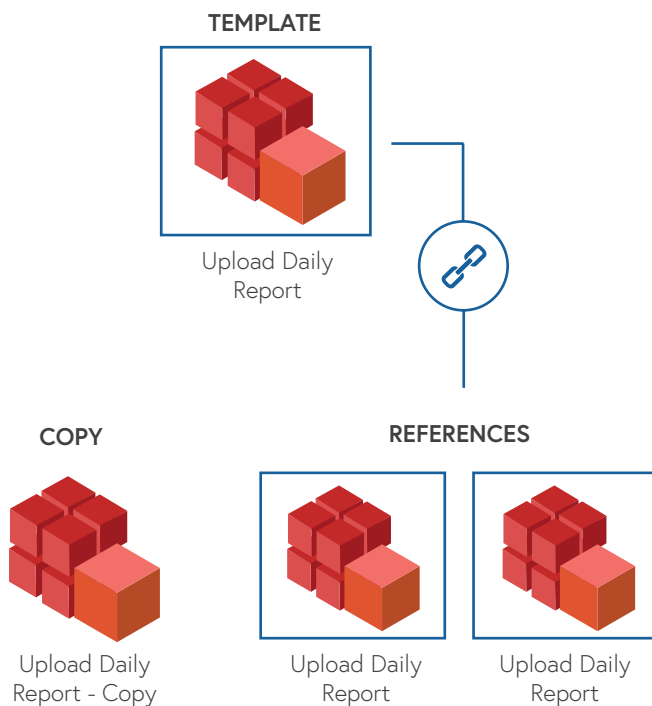 TEMPLATE
Upload Daily
Report
COPY
REFERENCES
Upload Daily
Report - Copy
Upload Daily
Report
Upload Daily
Report